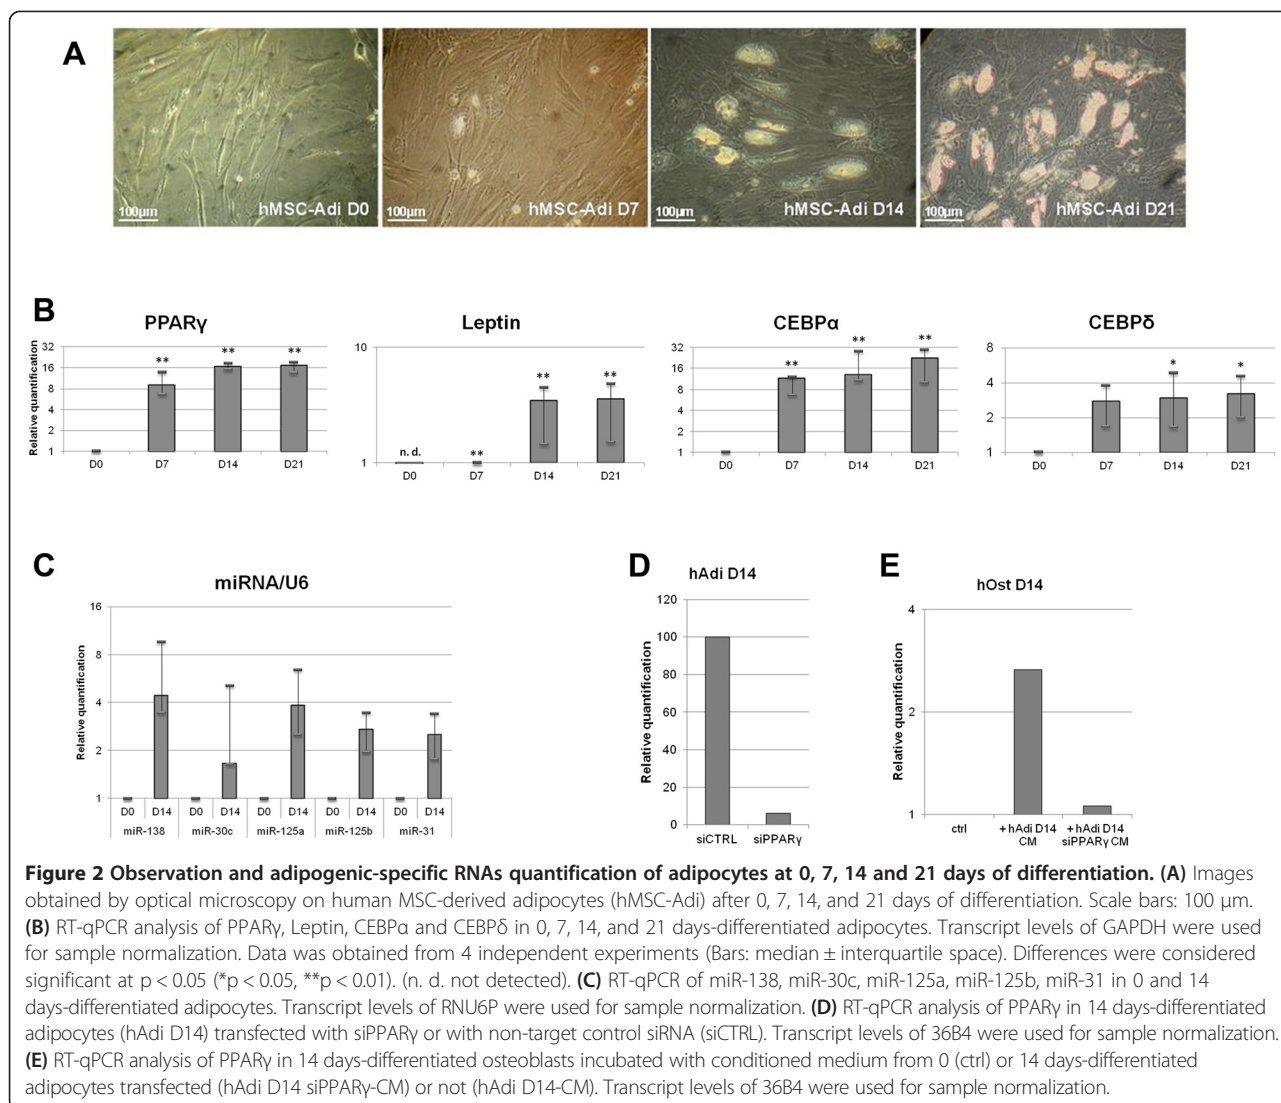 A
100µm hMSC-Adi D0
100µm hMSC-Adi D7
100µm hMSC-Adi D14
100µm hMSC-Adi D21
B
PPARγ
Relative quantification
32
16
8
4
2
1
** ** **
D0 D7 D14 D21
Leptin
10
1
n. d. ** ** **
D0 D7 D14 D21
CEBPα
32
16
8
4
2
1
** ** **
D0 D7 D14 D21
CEBPδ
8
4
2
1
* *
D0 D7 D14 D21
C
miRNA/U6
Relative quantification
16
8
4
2
1
D0 D14 D0 D14 D0 D14 D0 D14 D0 D14
miR-138 miR-30c miR-125a miR-125b miR-31
D
hAdi D14
Relative quantification
120
100
80
60
40
20
0
siCTRL siPPARγ
E
hOst D14
Relative quantification
4
2
1
ctrl + hAdi D14 + hAdi D14
CM siPPARγ CM
Figure 2 Observation and adipogenic-specific RNAs quantification of adipocytes at 0, 7, 14 and 21 days of differentiation. (A) Images
obtained by optical microscopy on human MSC-derived adipocytes (hMSC-Adi) after 0, 7, 14, and 21 days of differentiation. Scale bars: 100 μm.
(B) RT-qPCR analysis of PPARγ, Leptin, CEBPα and CEBPδ in 0, 7, 14, and 21 days-differentiated adipocytes. Transcript levels of GAPDH were used
for sample normalization. Data was obtained from 4 independent experiments (Bars: median ± interquartile space). Differences were considered
significant at p < 0.05 (*p < 0.05, **p < 0.01). (n. d. not detected). (C) RT-qPCR of miR-138, miR-30c, miR-125a, miR-125b, miR-31 in 0 and 14
days-differentiated adipocytes. Transcript levels of RNU6P were used for sample normalization. (D) RT-qPCR analysis of PPARγ in 14 days-differentiated
adipocytes (hAdi D14) transfected with siPPARγ or with non-target control siRNA (siCTRL). Transcript levels of 36B4 were used for sample normalization.
(E) RT-qPCR analysis of PPARγ in 14 days-differentiated osteoblasts incubated with conditioned medium from 0 (ctrl) or 14 days-differentiated
adipocytes transfected (hAdi D14 siPPARγ-CM) or not (hAdi D14-CM). Transcript levels of 36B4 were used for sample normalization.